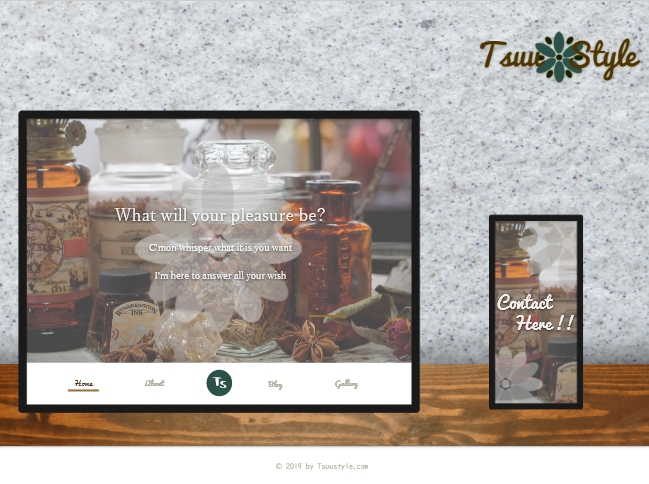 Tsuu Style
What will your pleasure be?
C'mon whisper what it is you want
I'm here to answer all your wish
INK
Contact
Here!!
Home
About
TS
Blog
Gallery
© 2019 by Tsuustyle.com